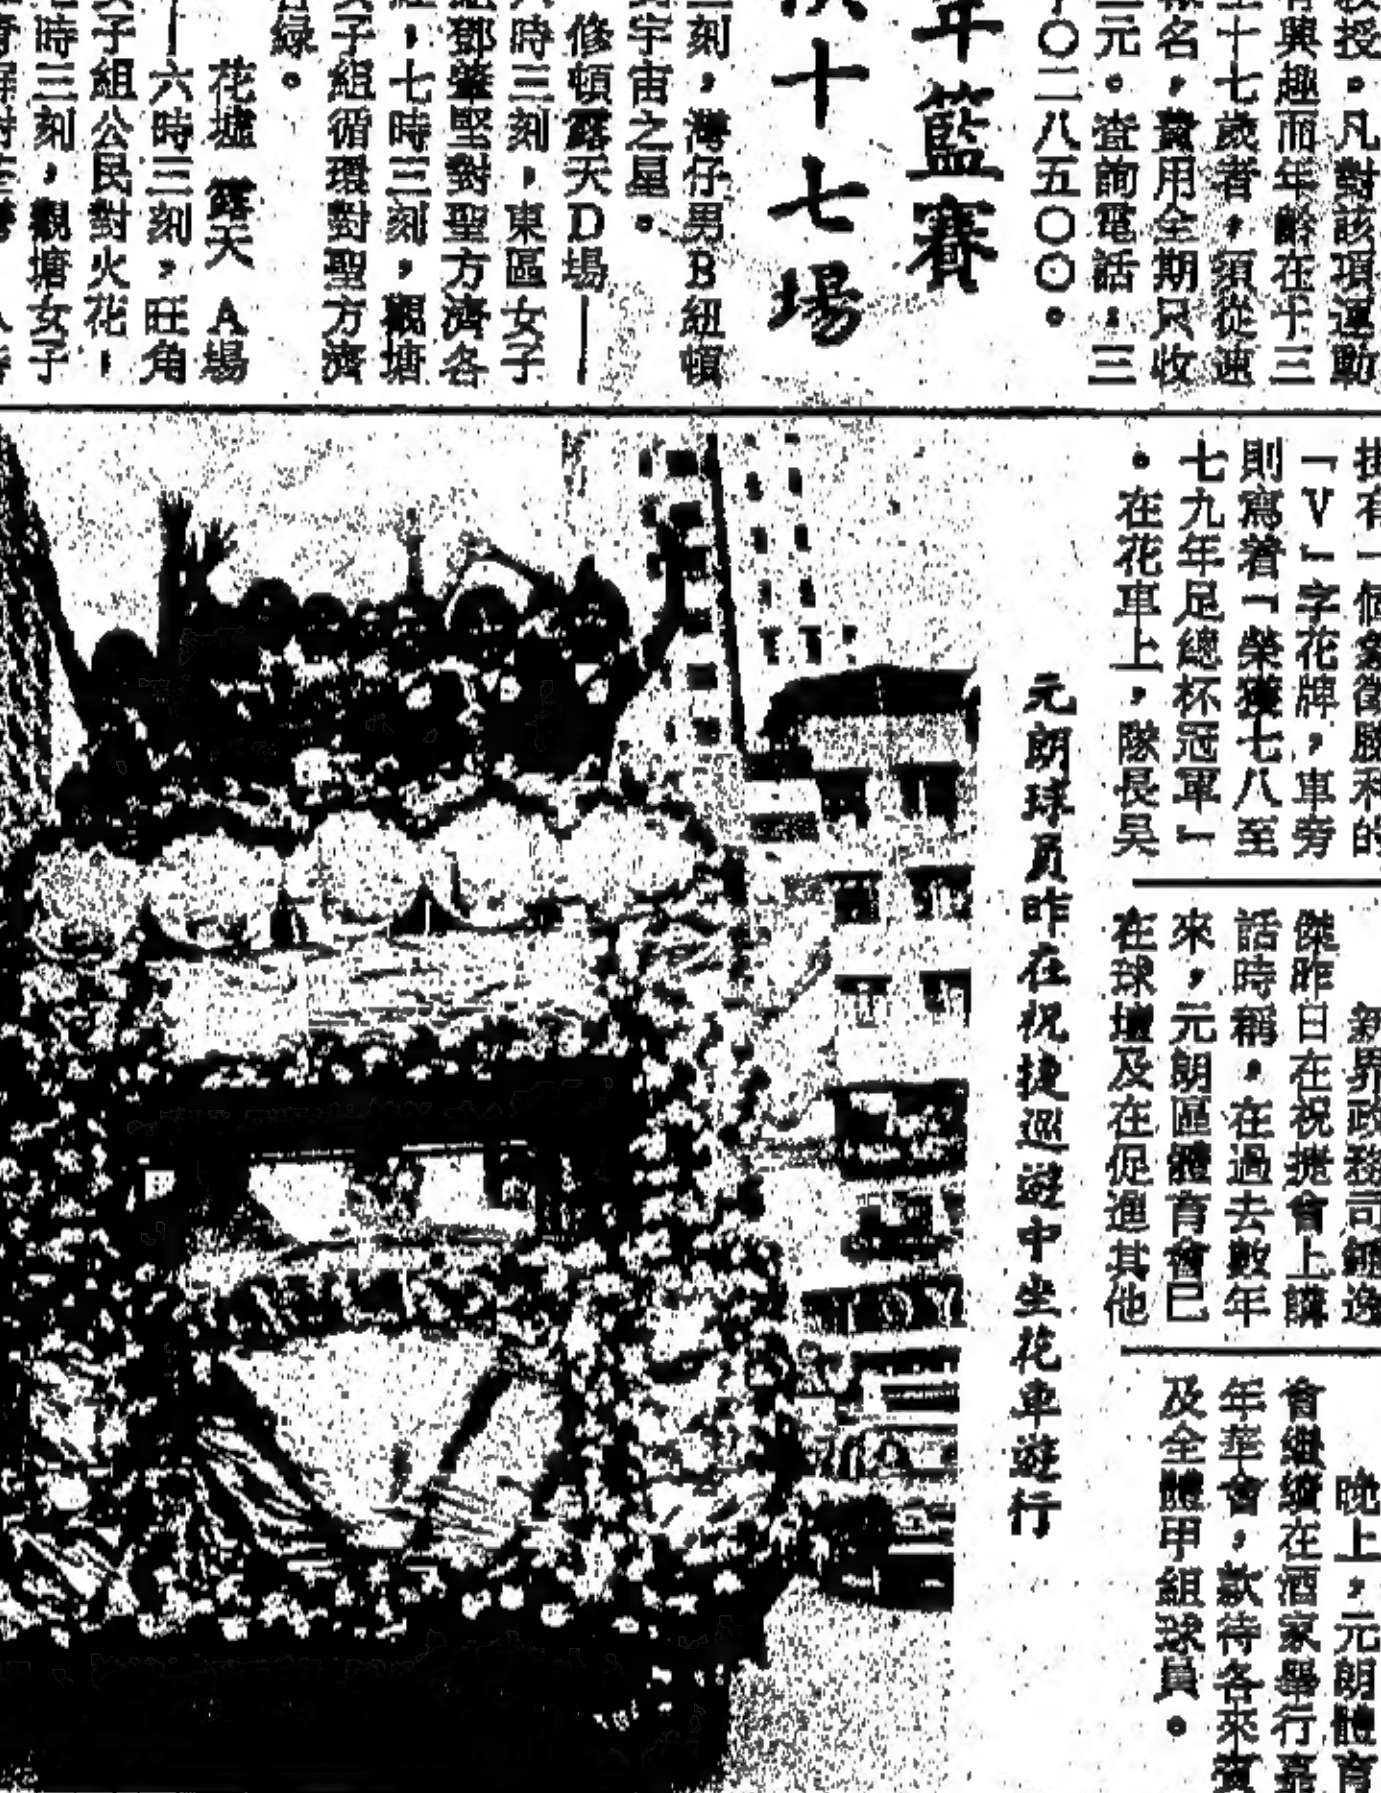 教授。凡對該項運動
有興趣而年齡在十三
至十七歲者,須從速
報名,費用全期只收
三元。查詢電話:三
〇二八五〇〇。
年籃賽
十七場
三刻,灣仔男B紐頓
對宇宙之星。
修頓露天D場——
六時三刻,東區女子
組鄧肇堅對聖方濟各
,七時三刻,觀塘
女子組循環對聖方濟
各綠。
花墟露天A場
——六時三刻,旺角
女子組公民對火花,
七時三刻,觀塘女子
掛有一個象徵勝利的
「V」字花牌,車旁
則寫着「榮獲七八至
七九年足總杯冠軍」
。在花車上,隊長吳
新界政務司鍾逸
傑昨日在祝捷會上講
話時稱,在過去數年
來,元朗區體育會已
在球壇及在促進其他
晚上,元朗體育
會繼續在酒家舉行嘉
年華會,款待各來賓
及全體甲組球員。
元朗球員昨在祝捷巡遊中坐花車遊行